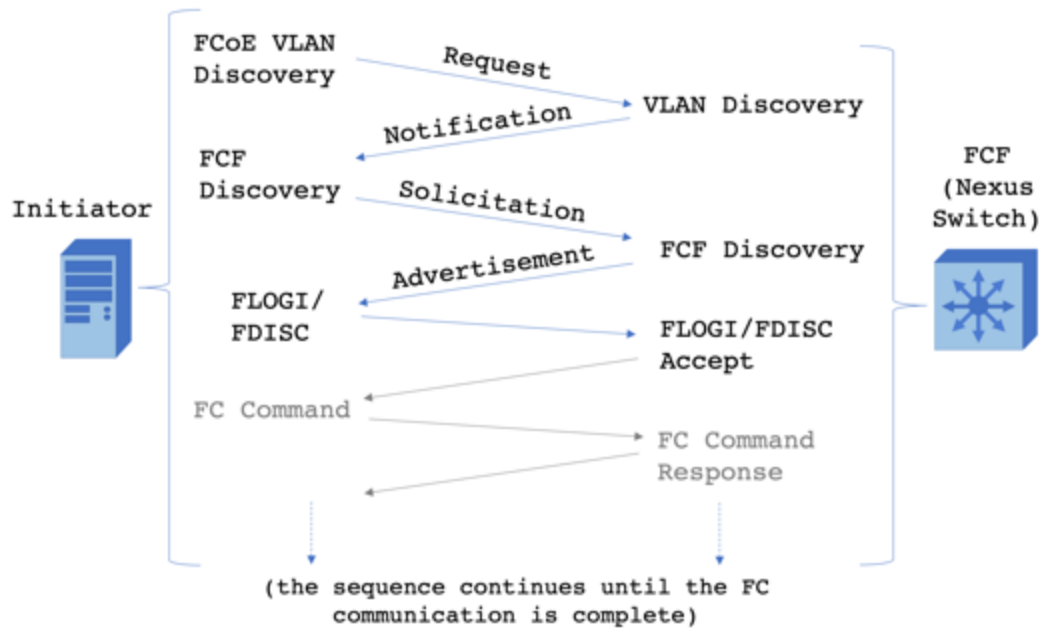 FCoE VLAN
Discovery
Request
VLAN Discovery
Notification
FCF
Discovery
Solicitation
FCF Discovery
Advertisement
FLOGI/
FDISC
FLOGI/FDISC
Accept
FC Command
FC Command
Response
Initiator
FCF
(Nexus
Switch)
(the sequence continues until the FC
communication is complete)